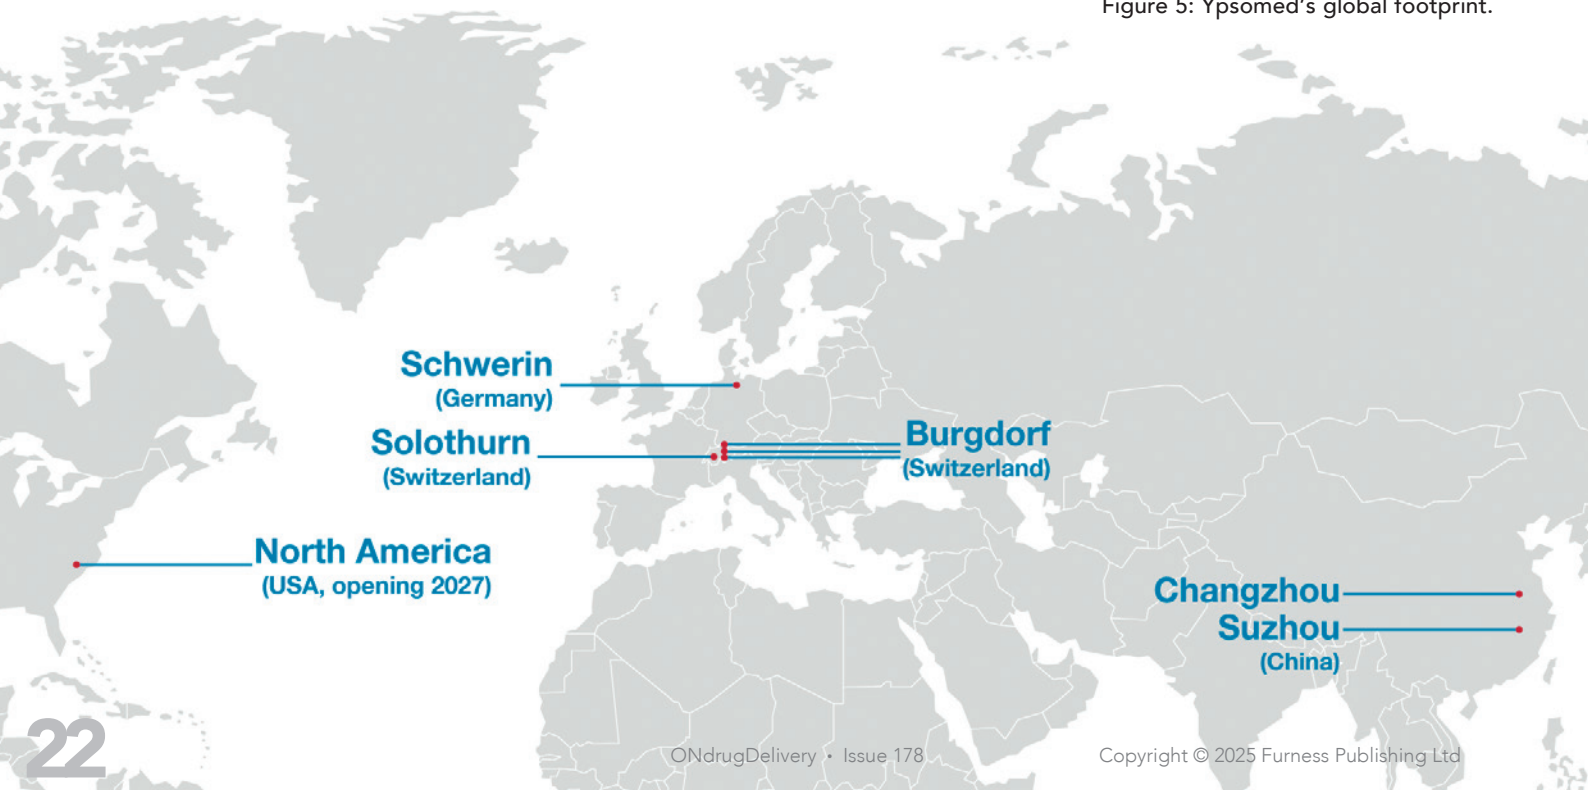 Figure 5: Ypsomed's global footprint.
Schwerin
(Germany)
Solothurn
(Switzerland)
Burgdorf
(Switzerland)
North America
(USA, opening 2027)
Changzhou
Suzhou
(China)
22
ONdrugDelivery • Issue 178
Copyright © 2025 Furness Publishing Ltd